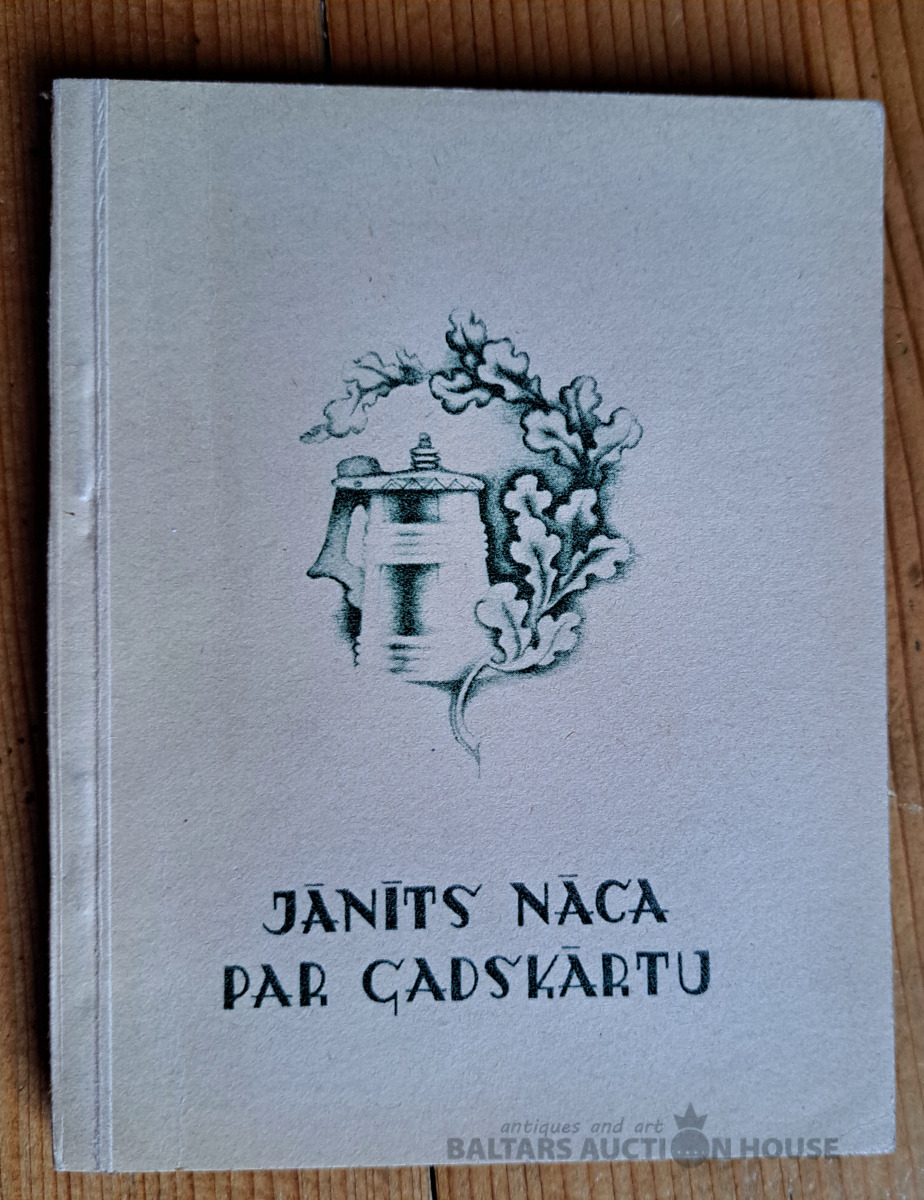 JĀNĪTS NĀCA
PAR GADSKĀRTU
antiques and art
BALTARS AUCTION HOUSE